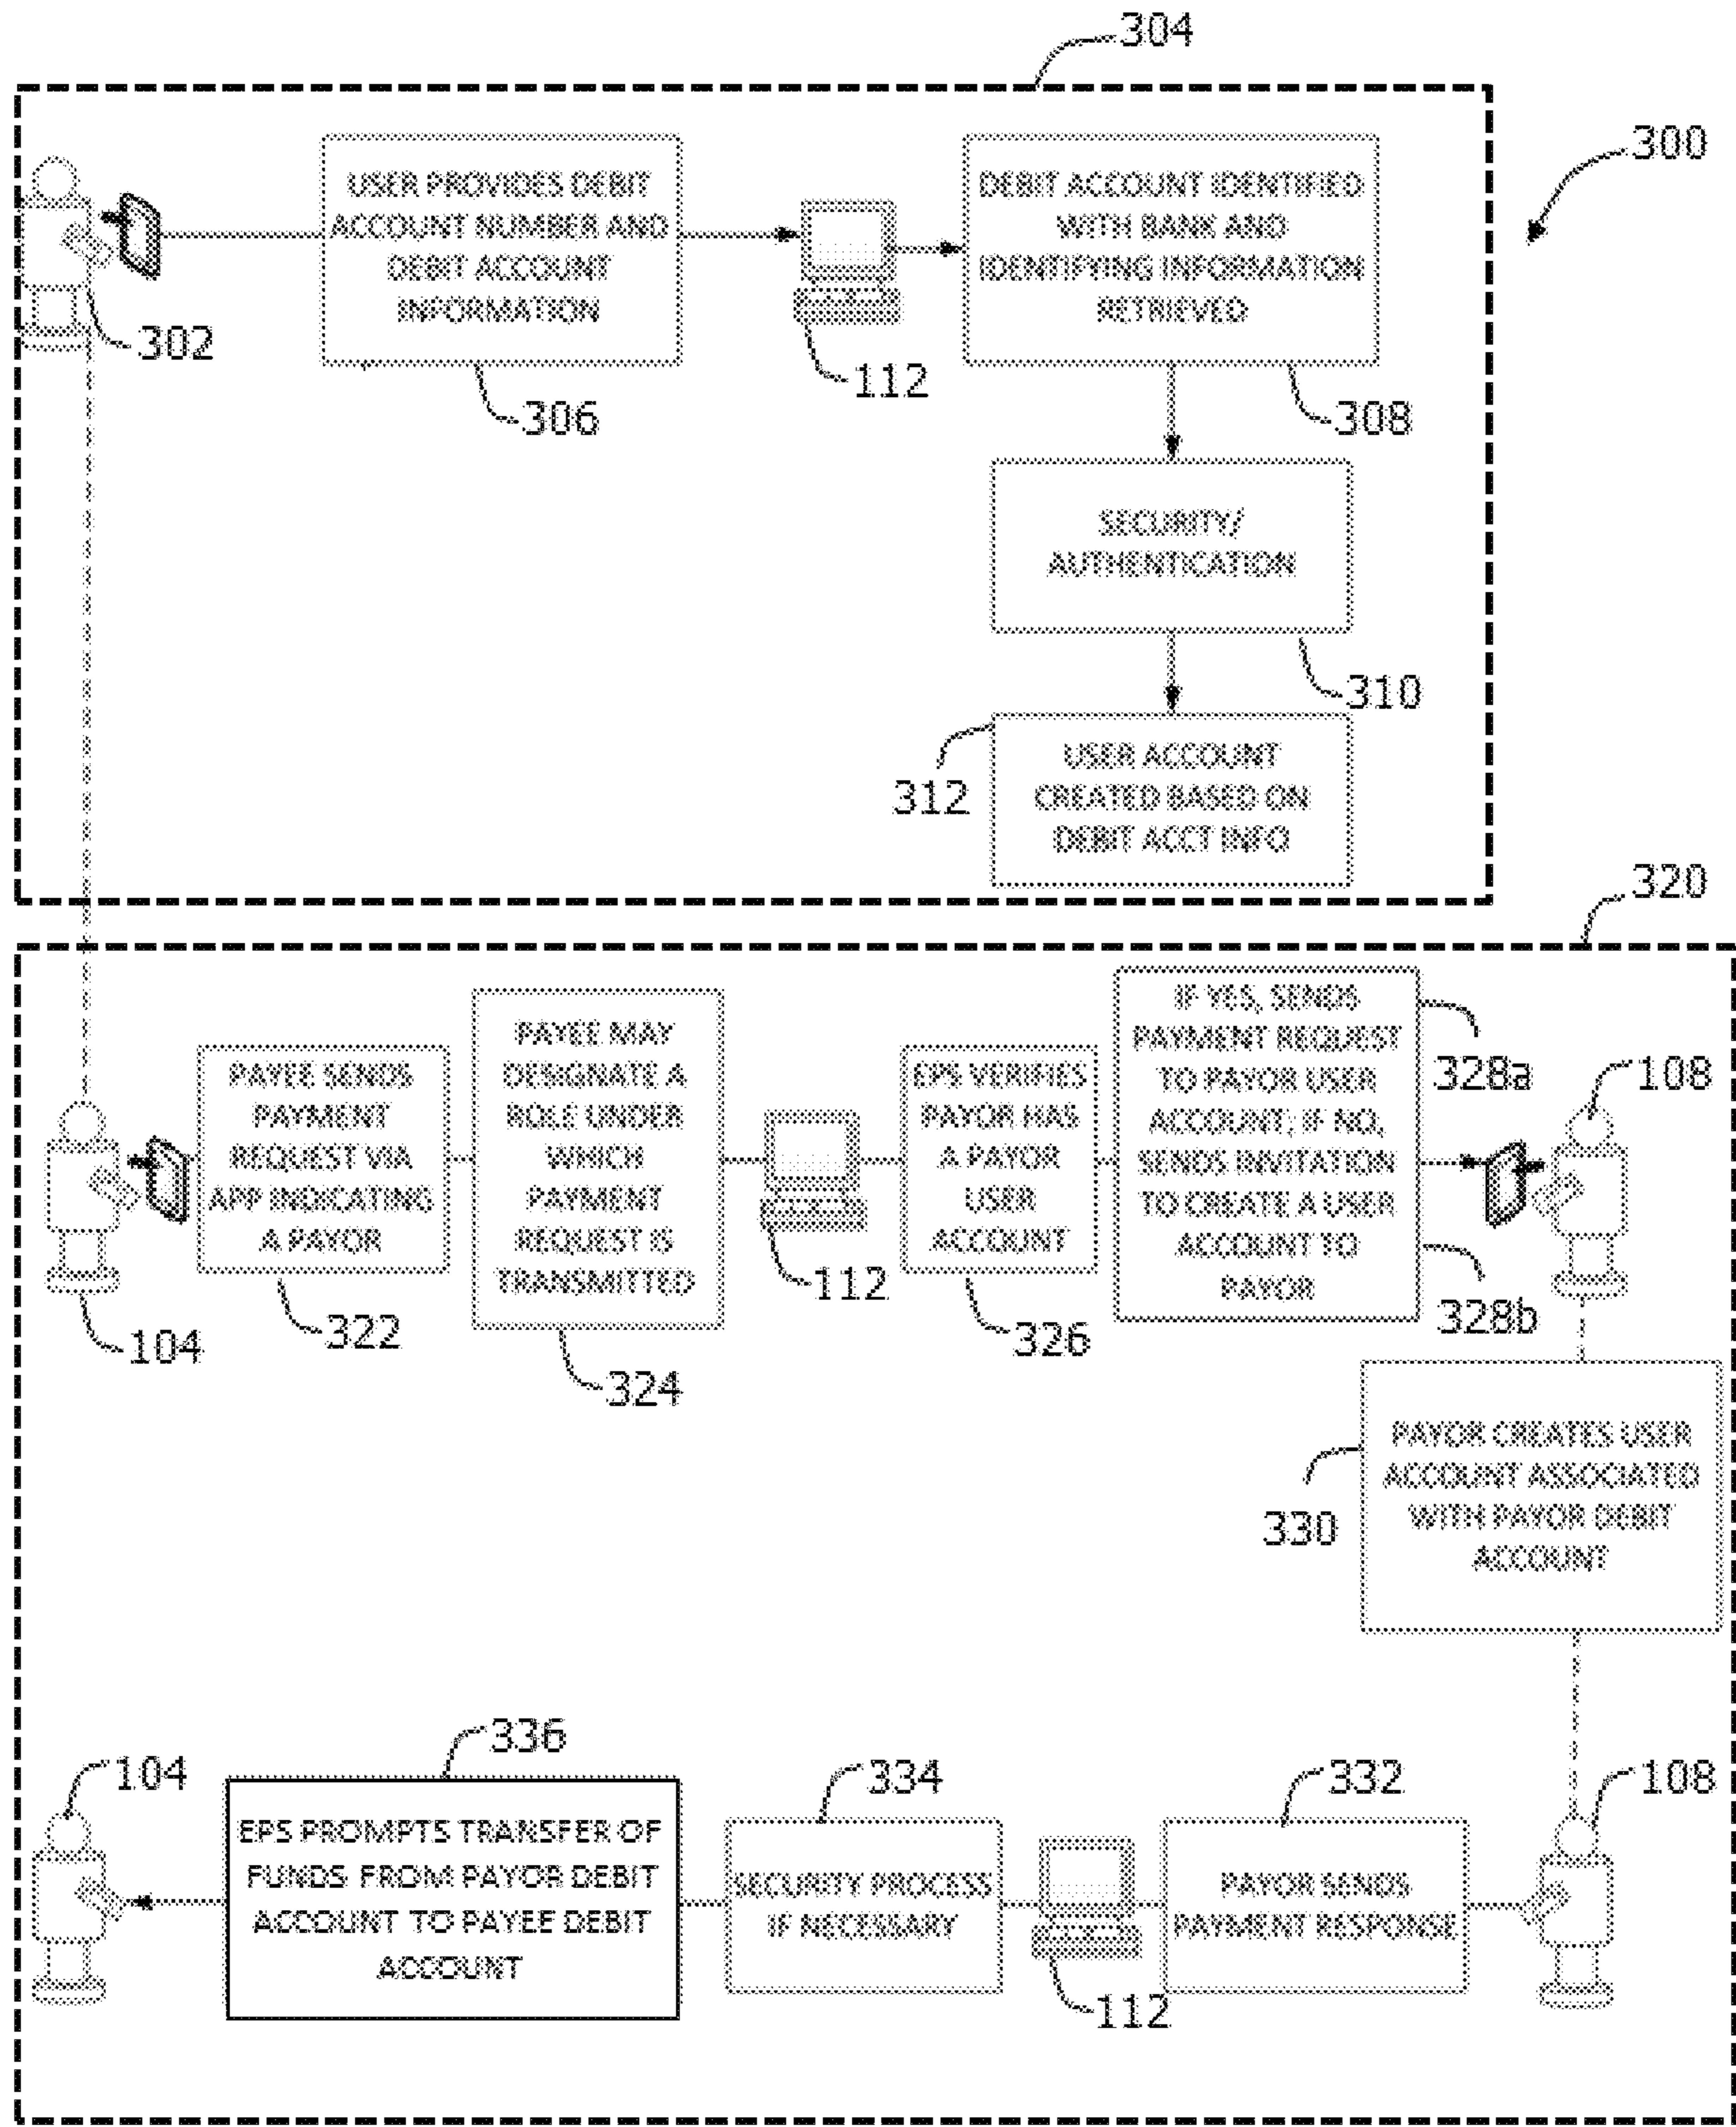 304
300
USER PROVIDES DEBIT
ACCOUNT NUMBER AND
DEBIT ACCOUNT
INFORMATION
DEBIT ACCOUNT IDENTIFIED
WITH BANK AND
IDENTIFYING INFORMATION
RETRIEVED
302
306
112
308
SECURITY/
AUTHENTICATION
310
312
USER ACCOUNT
CREATED BASED ON
DEBIT ACCT INFO
320
PAYEE SENDS
PAYMENT
REQUEST VIA
APP INDICATING
A PAYOR
PAYEE MAY
DESIGNATE A
ROLE UNDER
WHICH
PAYMENT
REQUEST IS
TRANSMITTED
EPS VERIFIES
PAYOR HAS
A PAYOR
USER
ACCOUNT
IF YES, SENDS
PAYMENT REQUEST
TO PAYOR USER
ACCOUNT; IF NO,
SENDS INVITATION
TO CREATE A USER
ACCOUNT TO
PAYOR
328a
108
104
322
324
112
326
328b
330
PAYOR CREATES USER
ACCOUNT ASSOCIATED
WITH PAYOR DEBIT
ACCOUNT
104
336
334
332
108
EPS PROMPTS TRANSFER OF
FUNDS FROM PAYOR DEBIT
ACCOUNT TO PAYEE DEBIT
ACCOUNT
SECURITY PROCESS
IF NECESSARY
112
PAYOR SENDS
PAYMENT RESPONSE